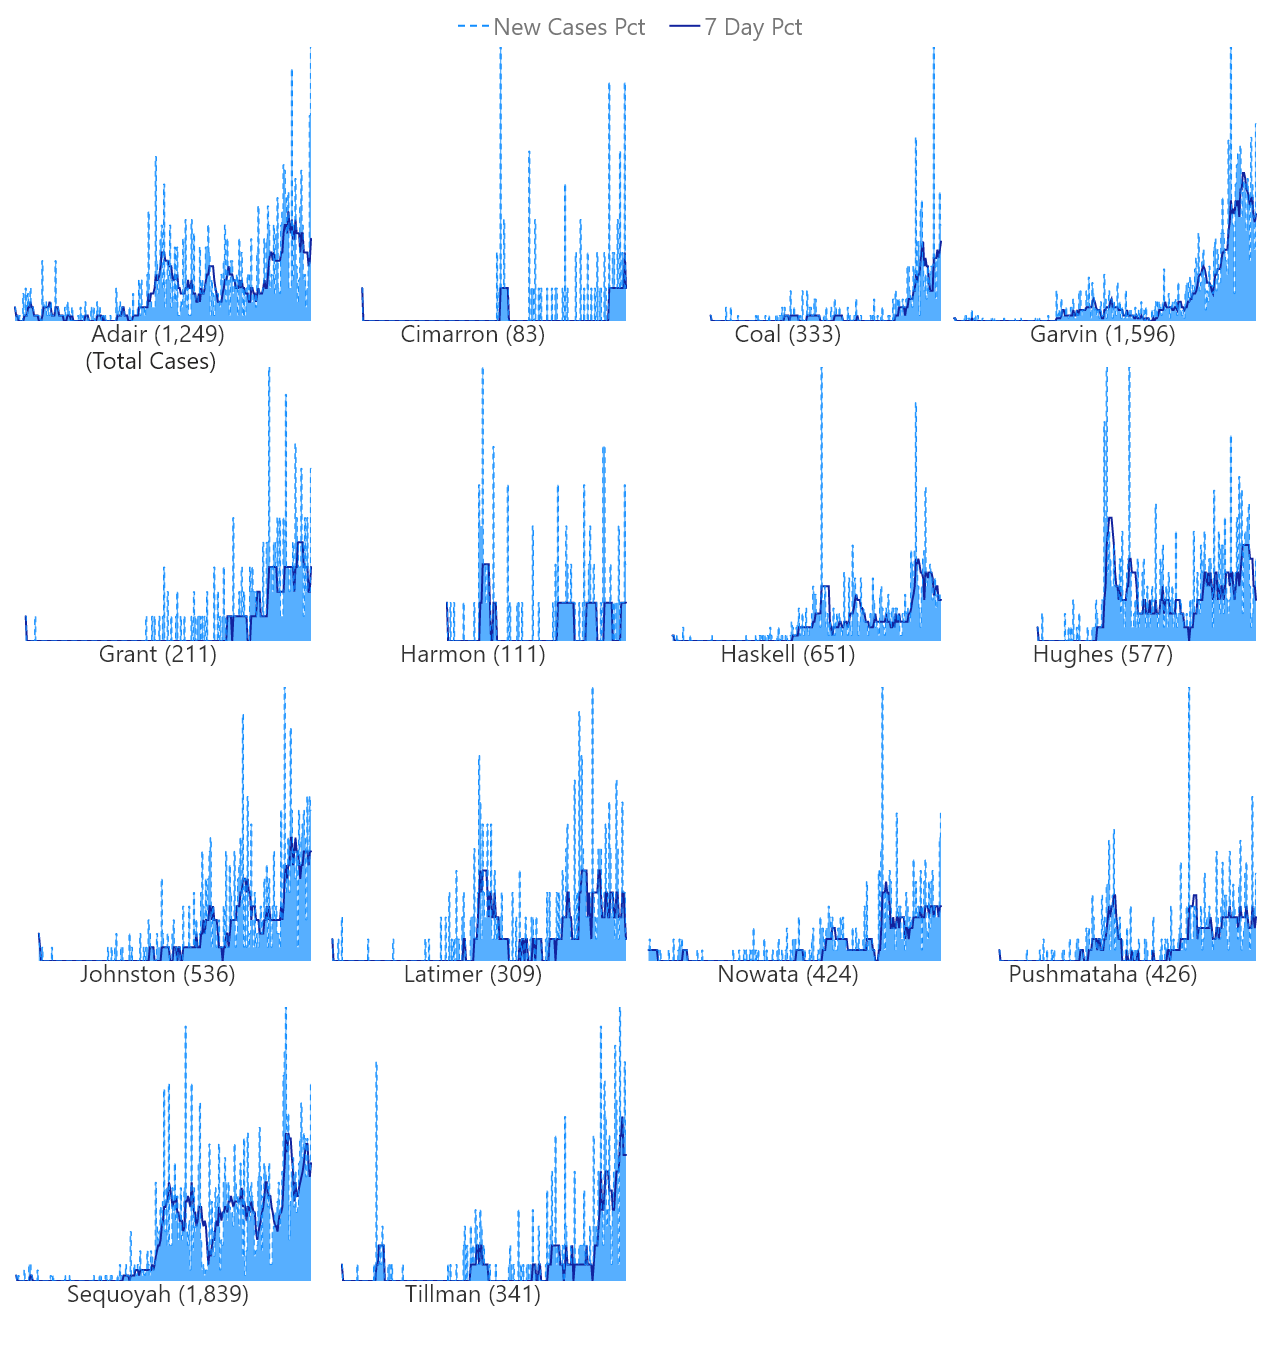 New Cases Pct 7 Day Pct
Adair (1,249) Cimarron (83) Coal (333) Garvin (1,596)
(Total Cases)
Grant (211) Harmon (111) Haskell (651) Hughes (577)
Johnston (536) Latimer (309) Nowata (424) Pushmataha (426)
Sequoyah (1,839) Tillman (341)